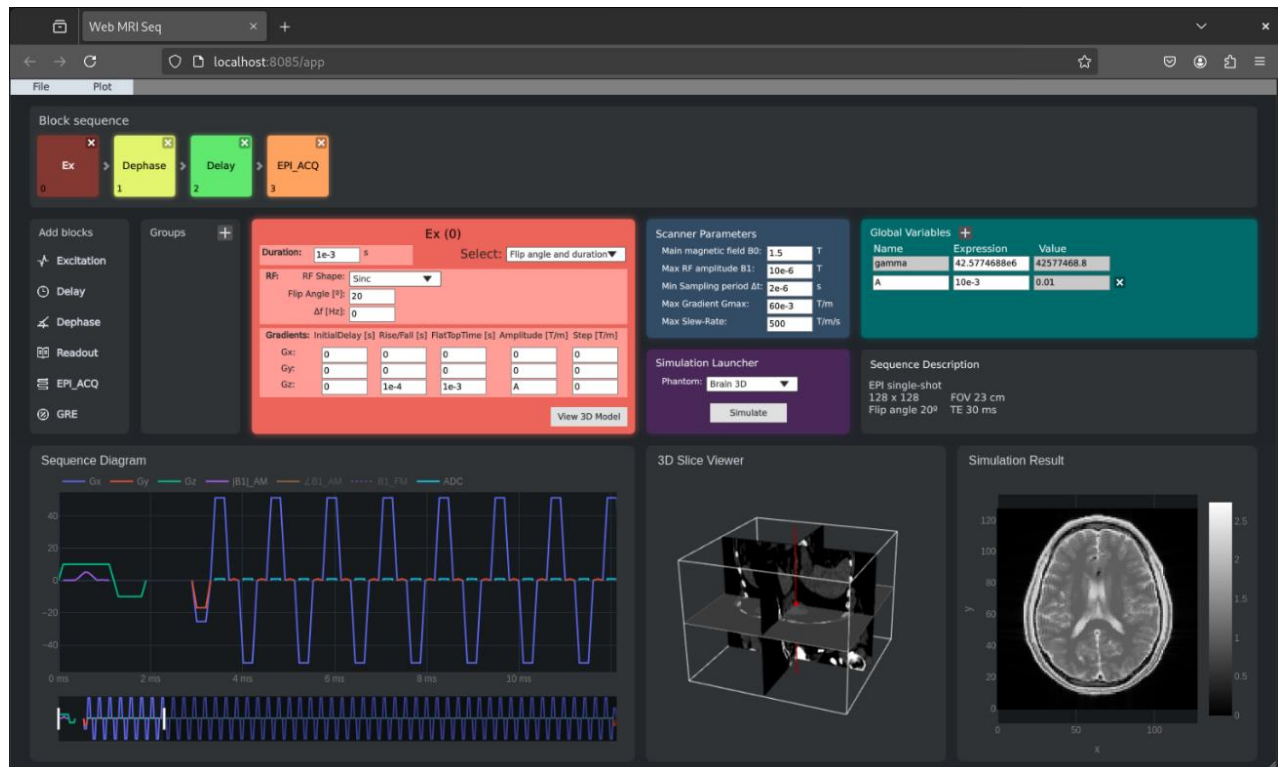 Web MRI Seq × +
localhost:8085/app
File Plot
Block sequence
Ex
0
Dephase
1
Delay
2
EPI_ACQ
3
Add blocks
Excitation
Delay
Dephase
Readout
EPI_ACQ
GRE
Groups +
Ex (0)
Duration: 1e-3 s Select: Flip angle and duration
RF: RF Shape: Sinc
Flip Angle [º]: 20
Δf [Hz]: 0
Gradients: InitialDelay [s] Rise/Fall [s] FlatTopTime [s] Amplitude [T/m] Step [T/m]
Gx: 0 0 0 0 0
Gy: 0 0 0 0 0
Gz: 0 1e-4 1e-3 A 0
View 3D Model
Scanner Parameters
Main magnetic field B0: 1.5 T
Max RF amplitude B1: 10e-6 T
Min Sampling period Δt: 2e-6 s
Max Gradient Gmax: 60e-3 T/m
Max Slew-Rate: 500 T/m/s
Simulation Launcher
Phantom: Brain 3D
Simulate
Global Variables +
Name Expression Value
gamma 42.5774688e6 42577468.8
A 10e-3 0.01
Sequence Description
EPI single-shot
128 x 128 FOV 23 cm
Flip angle 20º TE 30 ms
Sequence Diagram
Gx Gy Gz |B1|_AM ∠B1_AM B1_FM ADC
40
20
0
−20
−40
0 ms 2 ms 4 ms 6 ms 8 ms 10 ms
3D Slice Viewer
Simulation Result
120
100
80
60
40
20
0
y
0 50 100
x
2.5
2
1.5
1
0.5
0